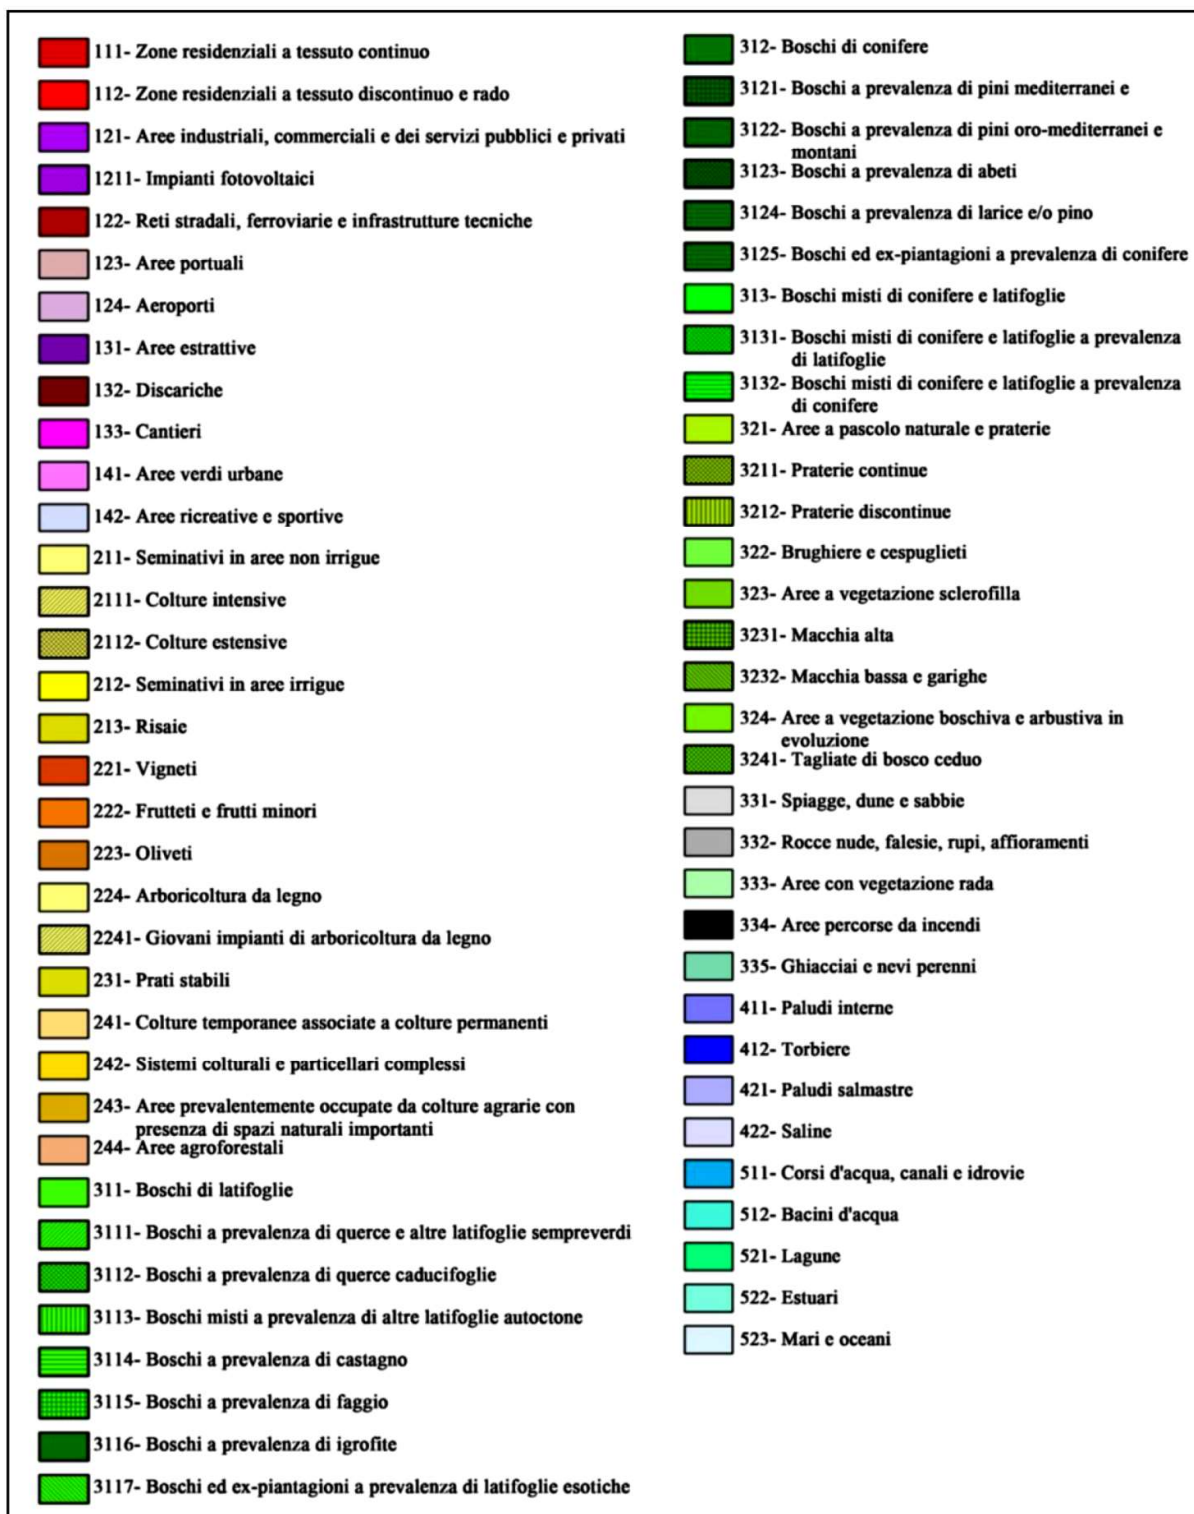 111- Zone residenziali a tessuto continuo
112- Zone residenziali a tessuto discontinuo e rado
121- Aree industriali, commerciali e dei servizi pubblici e privati
1211- Impianti fotovoltaici
122- Reti stradali, ferroviarie e infrastrutture tecniche
123- Aree portuali
124- Aeroporti
131- Aree estrattive
132- Discariche
133- Cantieri
141- Aree verdi urbane
142- Aree ricreative e sportive
211- Seminativi in aree non irrigue
2111- Colture intensive
2112- Colture estensive
212- Seminativi in aree irrigue
213- Risaie
221- Vigneti
222- Frutteti e frutti minori
223- Oliveti
224- Arboricoltura da legno
2241- Giovani impianti di arboricoltura da legno
231- Prati stabili
241- Colture temporanee associate a colture permanenti
242- Sistemi colturali e particellari complessi
243- Aree prevalentemente occupate da colture agrarie con
presenza di spazi naturali importanti
244- Aree agroforestali
311- Boschi di latifoglie
3111- Boschi a prevalenza di querce e altre latifoglie sempreverdi
3112- Boschi a prevalenza di querce caducifoglie
3113- Boschi misti a prevalenza di altre latifoglie autoctone
3114- Boschi a prevalenza di castagno
3115- Boschi a prevalenza di faggio
3116- Boschi a prevalenza di igrofite
3117- Boschi ed ex-piantagioni a prevalenza di latifoglie esotiche
312- Boschi di conifere
3121- Boschi a prevalenza di pini mediterranei e
3122- Boschi a prevalenza di pini oro-mediterranei e
montani
3123- Boschi a prevalenza di abeti
3124- Boschi a prevalenza di larice e/o pino
3125- Boschi ed ex-piantagioni a prevalenza di conifere
313- Boschi misti di conifere e latifoglie
3131- Boschi misti di conifere e latifoglie a prevalenza
di latifoglie
3132- Boschi misti di conifere e latifoglie a prevalenza
di conifere
321- Aree a pascolo naturale e praterie
3211- Praterie continue
3212- Praterie discontinue
322- Brughiere e cespuglieti
323- Aree a vegetazione sclerofilla
3231- Macchia alta
3232- Macchia bassa e garighe
324- Aree a vegetazione boschiva e arbustiva in
evoluzione
3241- Tagliate di bosco ceduo
331- Spiagge, dune e sabbie
332- Rocce nude, falesie, rupi, affioramenti
333- Aree con vegetazione rada
334- Aree percorse da incendi
335- Ghiacciai e nevi perenni
411- Paludi interne
412- Torbiere
421- Paludi salmastre
422- Saline
511- Corsi d'acqua, canali e idrovie
512- Bacini d'acqua
521- Lagune
522- Estuari
523- Mari e oceani